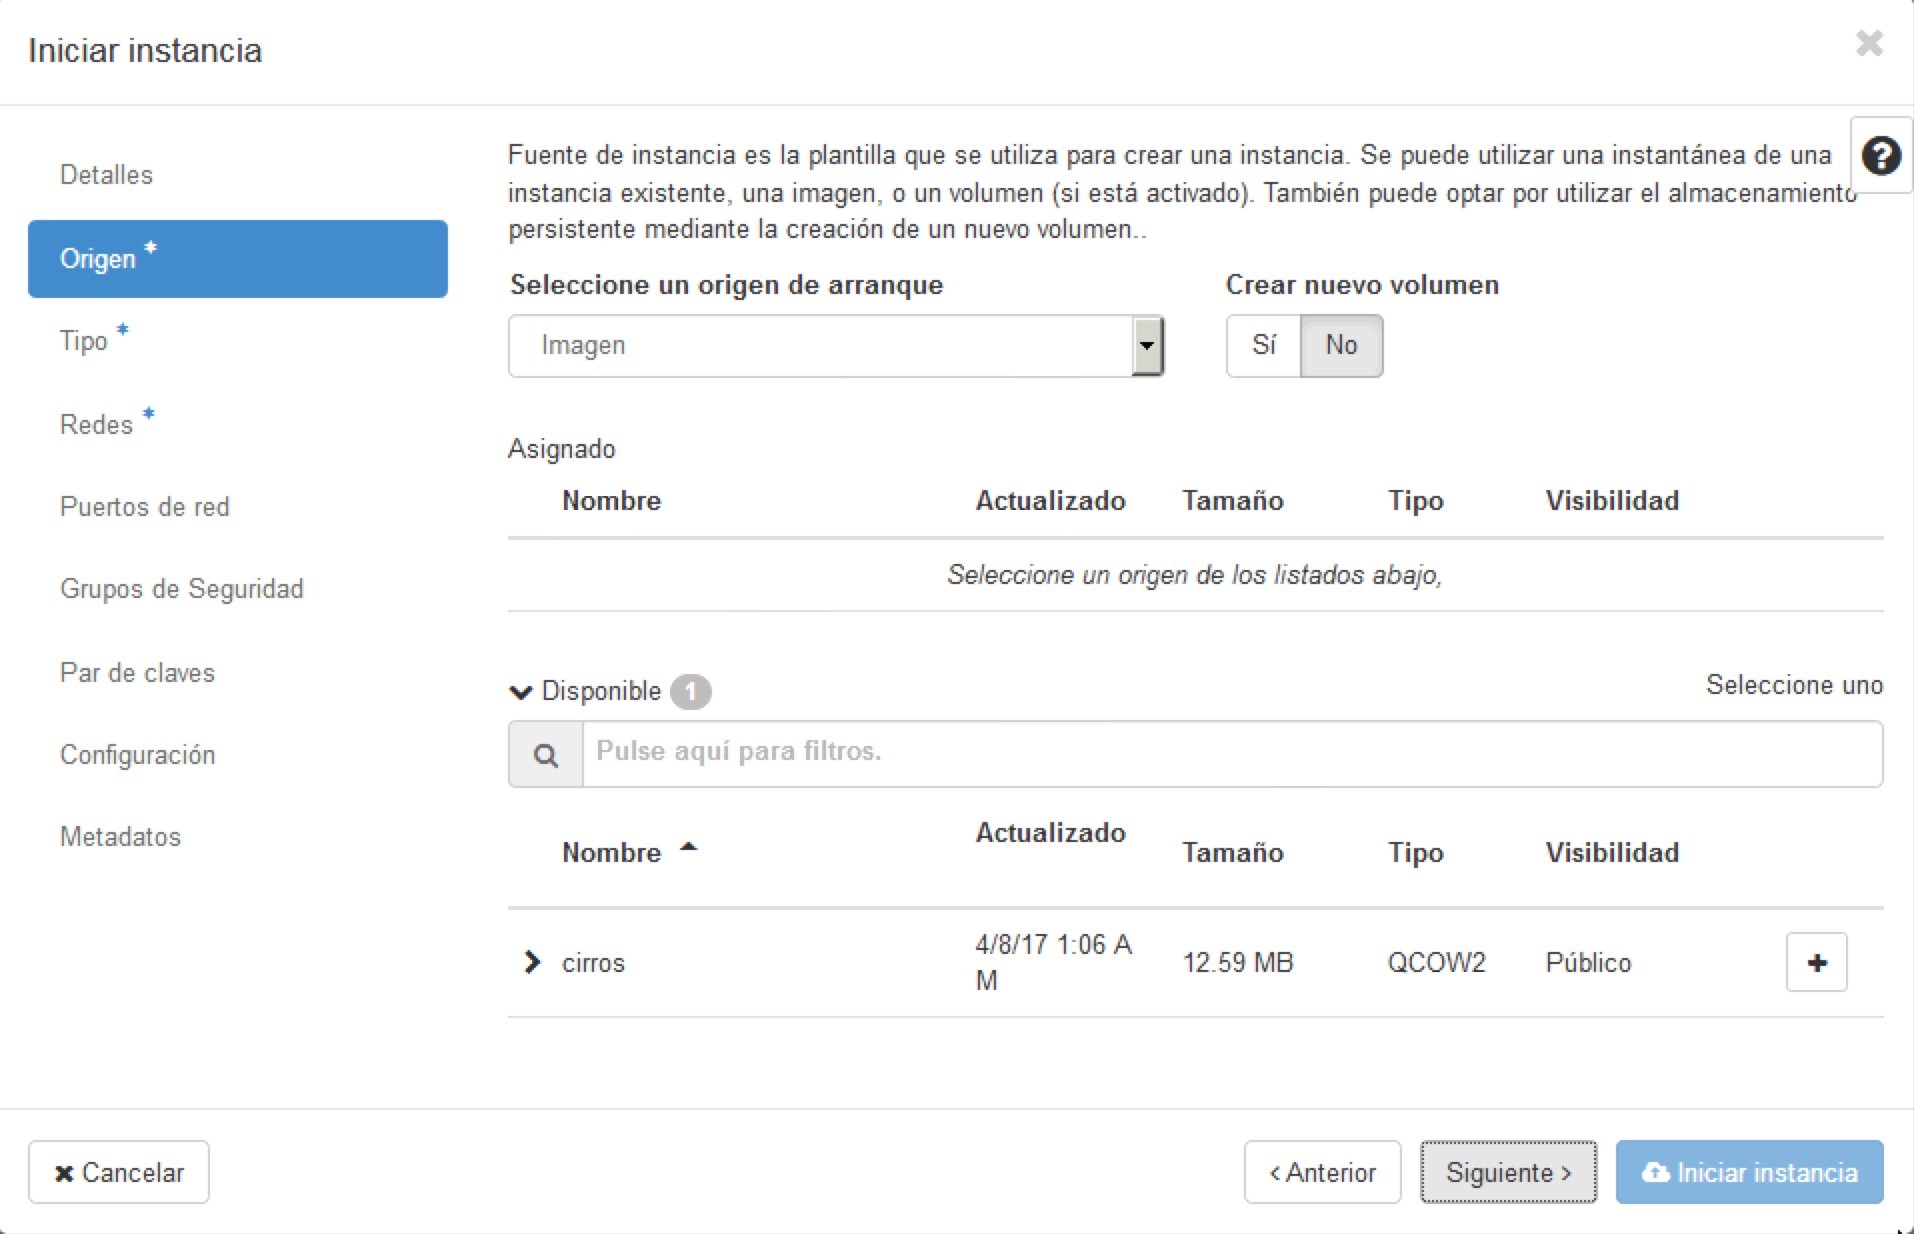 Iniciar instancia
Detalles
Origen *
Tipo *
Redes *
Puertos de red
Grupos de Seguridad
Par de claves
Configuración
Metadatos
Fuente de instancia es la plantilla que se utiliza para crear una instancia. Se puede utilizar una instantánea de una
instancia existente, una imagen, o un volumen (si está activado). También puede optar por utilizar el almacenamiento
persistente mediante la creación de un nuevo volumen..
Seleccione un origen de arranque Crear nuevo volumen
Imagen Sí No
Asignado
Nombre Actualizado Tamaño Tipo Visibilidad
Seleccione un origen de los listados abajo,
Disponible 1 Seleccione uno
Pulse aquí para filtros.
Nombre Actualizado Tamaño Tipo Visibilidad
cirros 4/8/17 1:06 A 12.59 MB QCOW2 Público +
M
Cancelar < Anterior Siguiente > Iniciar instancia